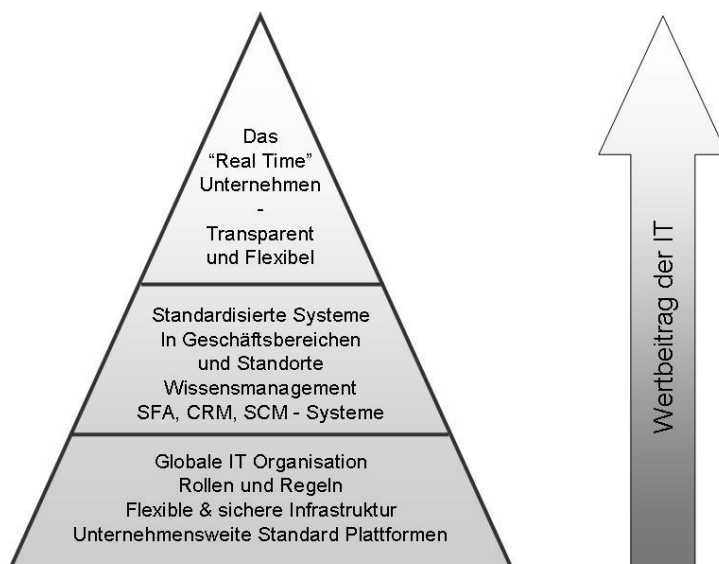 Das
“Real Time”
Unternehmen
-
Transparent
und Flexibel
Standardisierte Systeme
In Geschäftsbereichen
und Standorte
Wissensmanagement
SFA, CRM, SCM - Systeme
Globale IT Organisation
Rollen und Regeln
Flexible & sichere Infrastruktur
Unternehmensweite Standard Plattformen
Wertbeitrag der IT